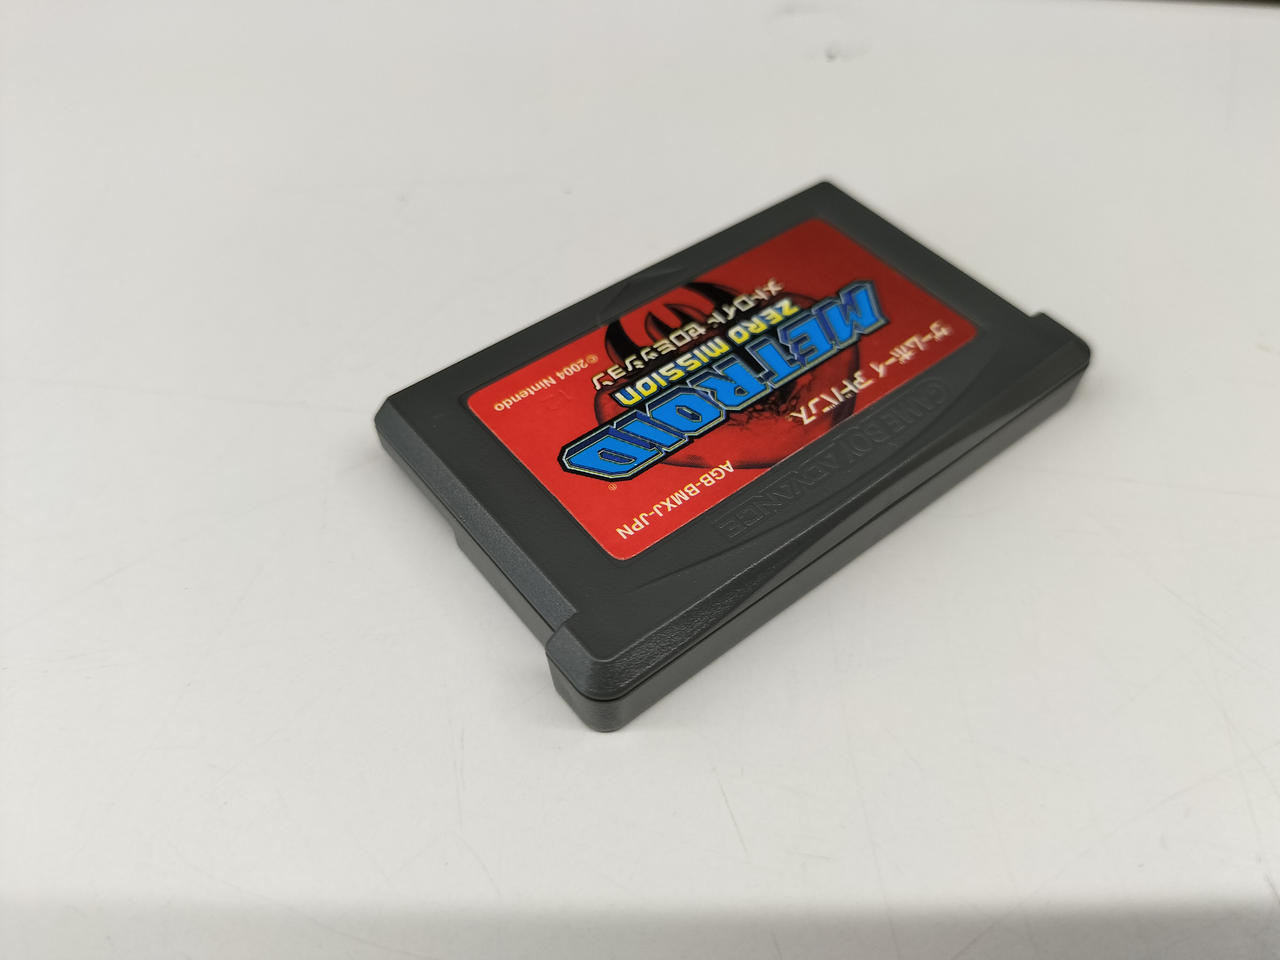 GAME BOY ADVANCE
ゲームボーイアドバンス
AGB-BMXJ-JPN
METROID®
ZERO MISSION
メトロイド ゼロミッション
©2004 Nintendo